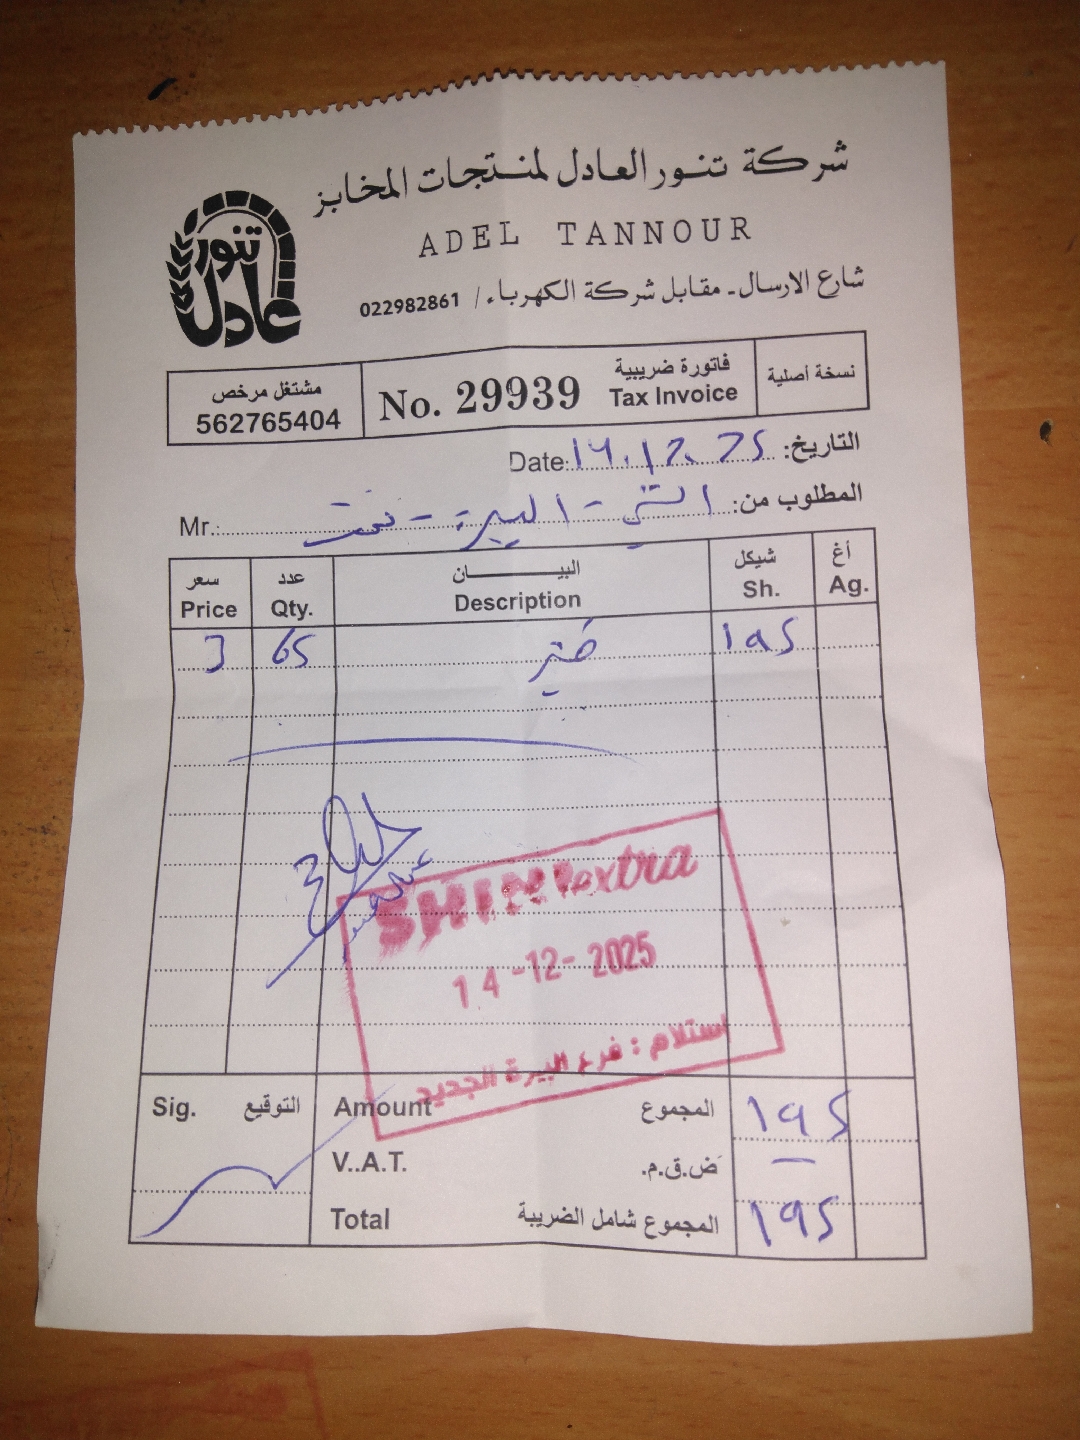 شركة تنور العادل لمنتجات المخابز
ADEL TANNOUR
شارع الارسال - مقابل شركة الكهرباء / 022982861
تنور عادل
نسخة أصلية
فاتورة ضريبية
Tax Invoice
No. 29939
مشتغل مرخص
562765404
التاريخ: Date: 14.12.25
المطلوب من: البيرة Mr.:
أغ شيكل البيــــان عدد سعر
Ag. Sh. Description Qty. Price
195 65 3
SHINI extra
14-12-2025
استلام : فرع البيرة الجديد
Sig. التوقيع
Amount المجموع 195
V..A.T. ض.ق.م. —
Total المجموع شامل الضريبة 195